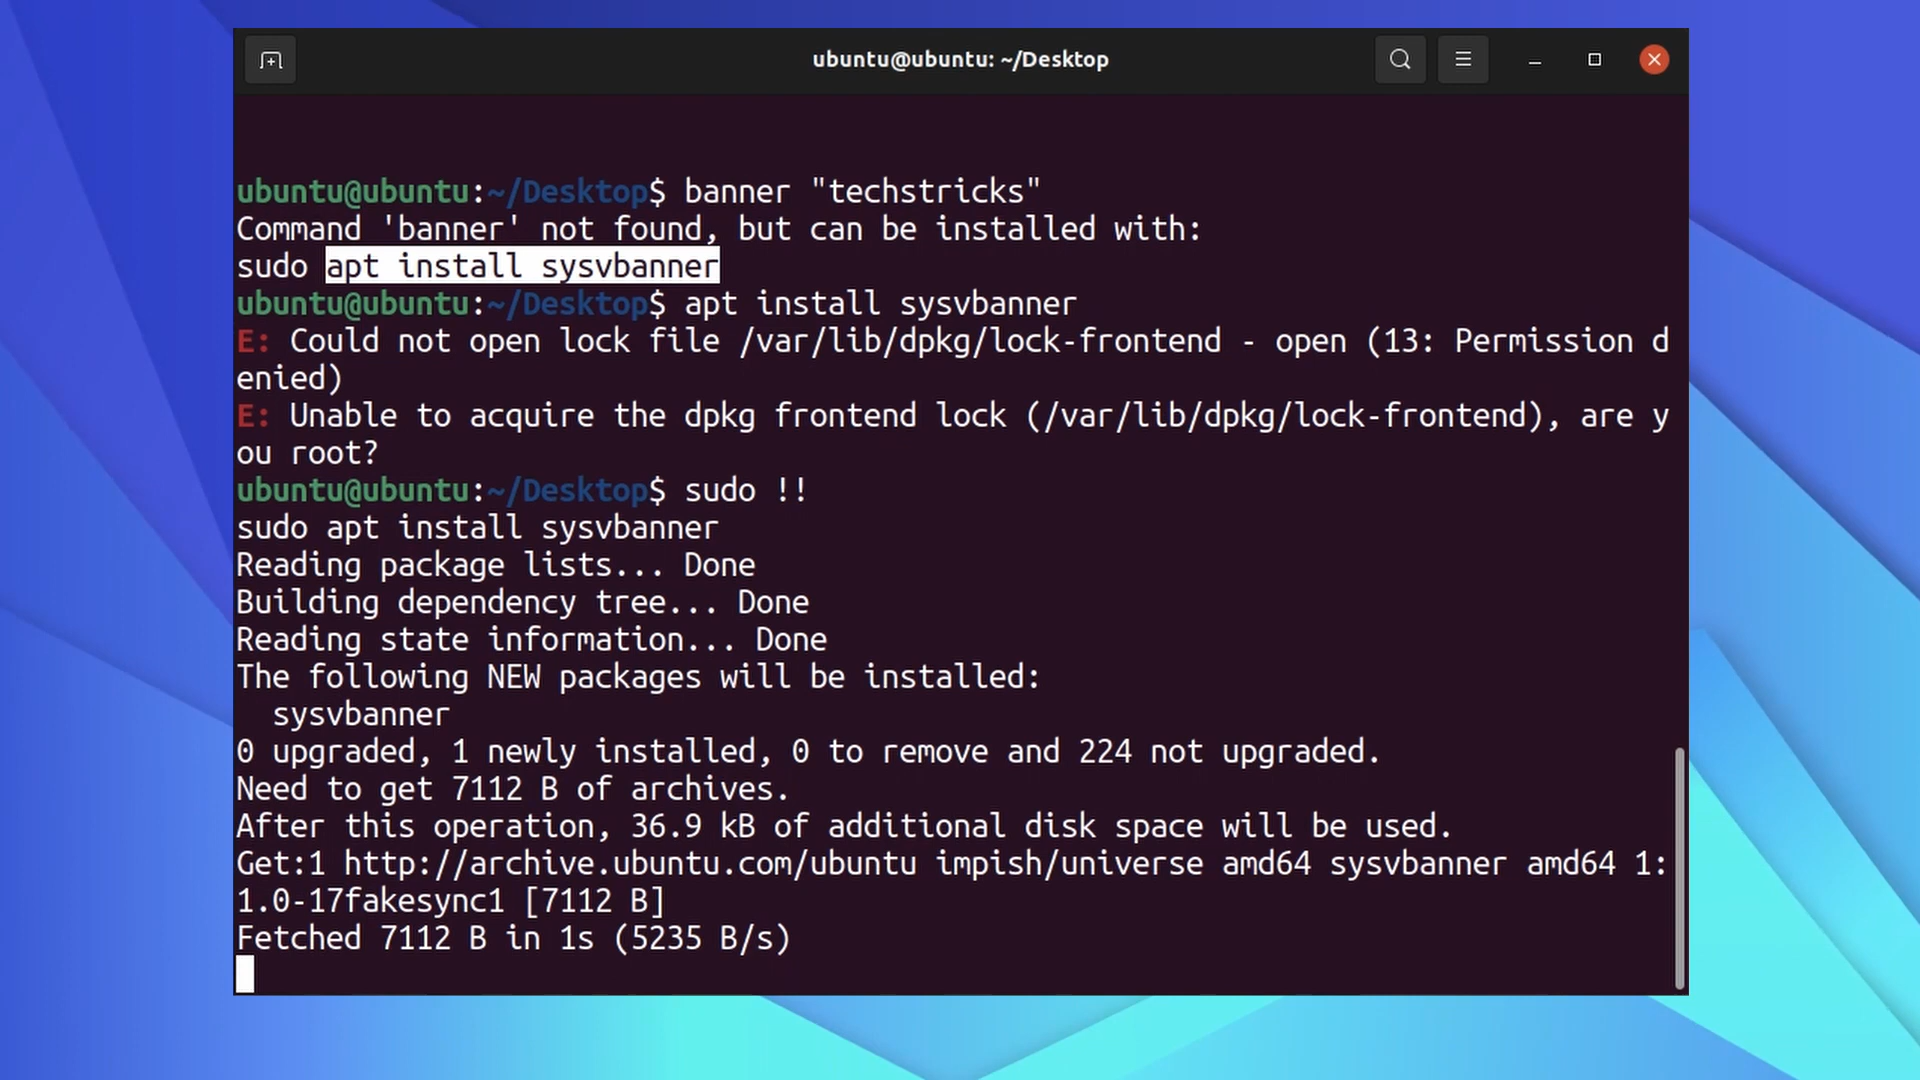 ubuntu@ubuntu: ~/Desktop
ubuntu@ubuntu:~/Desktop$ banner "techstricks"
Command 'banner' not found, but can be installed with:
sudo apt install sysvbanner
ubuntu@ubuntu:~/Desktop$ apt install sysvbanner
E: Could not open lock file /var/lib/dpkg/lock-frontend - open (13: Permission d
enied)
E: Unable to acquire the dpkg frontend lock (/var/lib/dpkg/lock-frontend), are y
ou root?
ubuntu@ubuntu:~/Desktop$ sudo !!
sudo apt install sysvbanner
Reading package lists... Done
Building dependency tree... Done
Reading state information... Done
The following NEW packages will be installed:
  sysvbanner
0 upgraded, 1 newly installed, 0 to remove and 224 not upgraded.
Need to get 7112 B of archives.
After this operation, 36.9 kB of additional disk space will be used.
Get:1 http://archive.ubuntu.com/ubuntu impish/universe amd64 sysvbanner amd64 1:
1.0-17fakesync1 [7112 B]
Fetched 7112 B in 1s (5235 B/s)